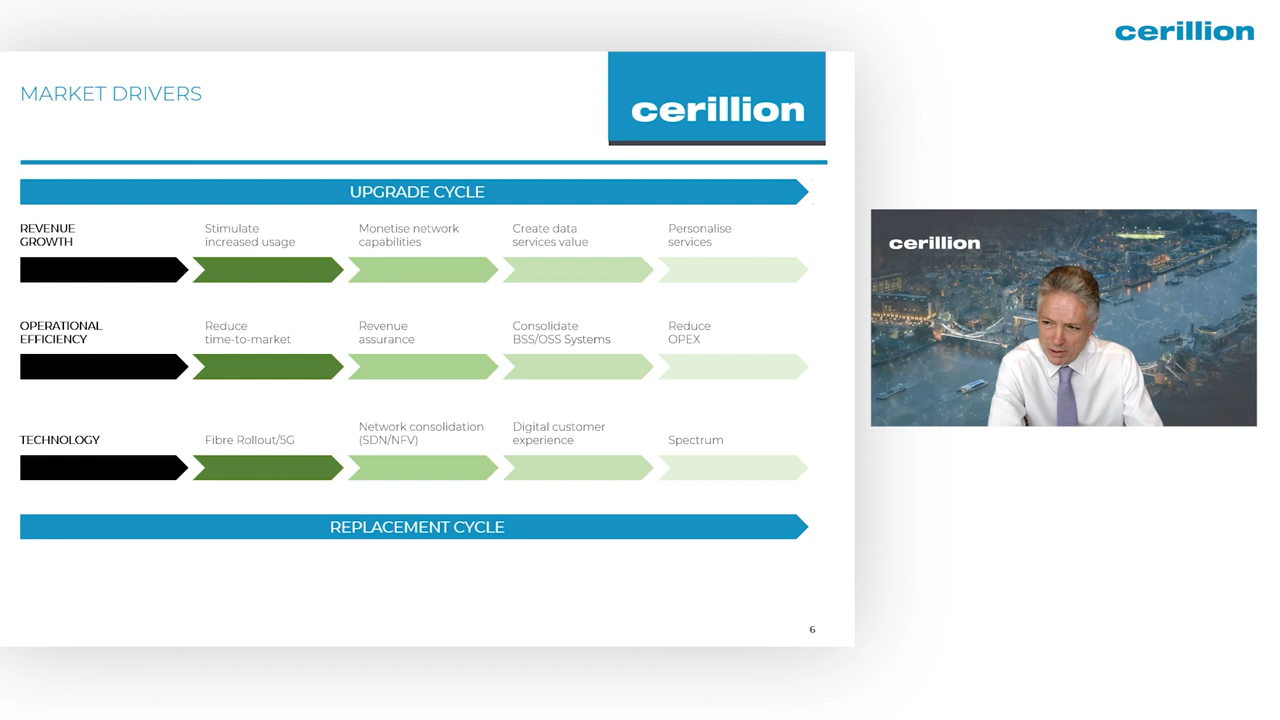 cerillion
MARKET DRIVERS
cerillion
UPGRADE CYCLE
REVENUE
GROWTH
Stimulate
increased usage
Monetise network
capabilities
Create data
services value
Personalise
services
cerillion
OPERATIONAL
EFFICIENCY
Reduce
time-to-market
Revenue
assurance
Consolidate
BSS/OSS Systems
Reduce
OPEX
TECHNOLOGY
Fibre Rollout/5G
Network consolidation
(SDN/NFV)
Digital customer
experience
Spectrum
REPLACEMENT CYCLE
6